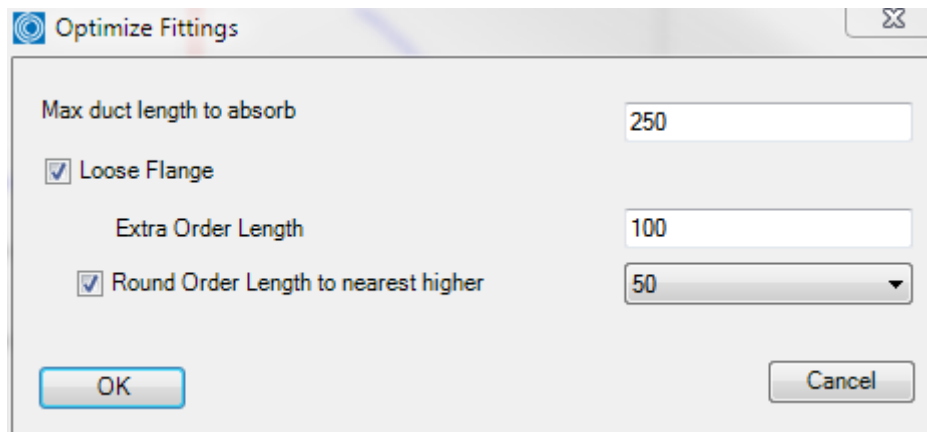 Optimize Fittings
Max duct length to absorb 250
Loose Flange
Extra Order Length 100
Round Order Length to nearest higher 50
OK Cancel